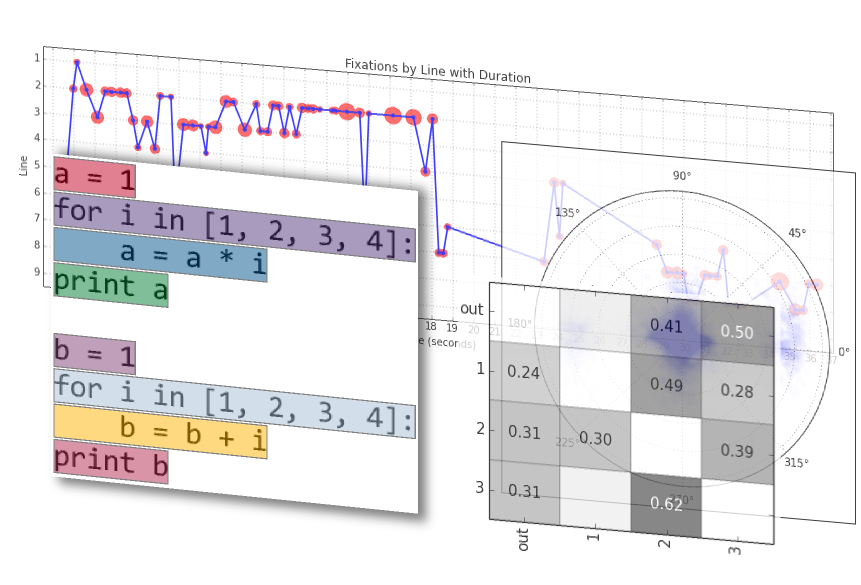 Fixations by Line with Duration
Line
1
2
3
4
5
6
7
8
9
a = 1
for i in [1, 2, 3, 4]:
a = a * i
print a
b = 1
for i in [1, 2, 3, 4]:
b = b + i
print b
18 19 20 21 22
e (seconds)
90°
135°
45°
180°
0°
225°
315°
270°
36 37
out 0.41 0.50
1 0.24 0.49 0.28
2 0.31 0.30 0.39
3 0.31 0.62
out 1 2 3